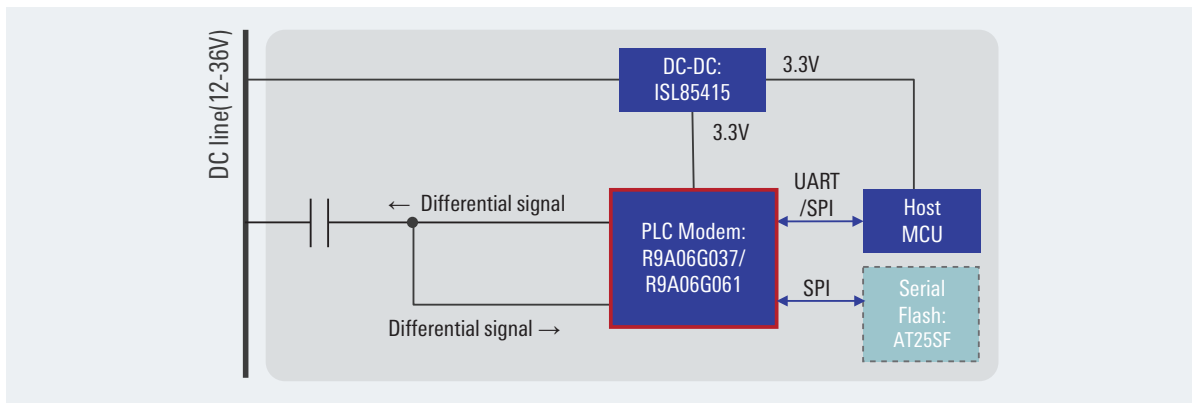 DC line(12-36V)
DC-DC:
ISL85415
3.3V
3.3V
← Differential signal
PLC Modem:
R9A06G037/
R9A06G061
UART
/SPI
Host
MCU
SPI
Serial
Flash:
AT25SF
Differential signal →